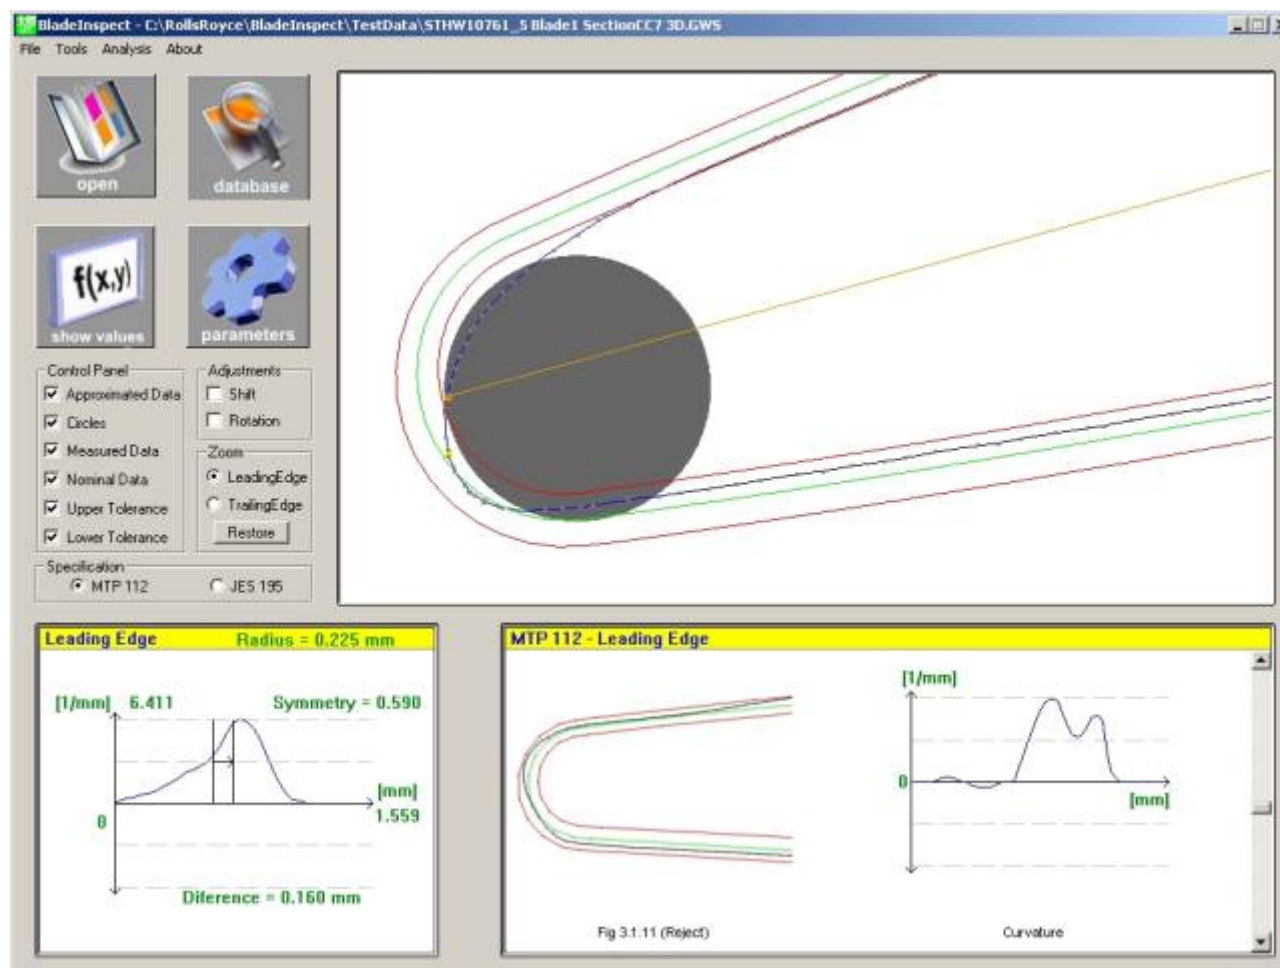 BladeInspect - C:\RollsRoyce\BladeInspect\TestData\STHW10761_5 Blade1 SectionCC7 3D.GWS
File Tools Analysis About
open
database
f(x,y)
show values
parameters
Control Panel
Approximated Data
Circles
Measured Data
Nominal Data
Upper Tolerance
Lower Tolerance
Adjustments
Shift
Rotation
Zoom
LeadingEdge
TrailingEdge
Restore
Specification
MTP 112
JES 195
Leading Edge Radius = 0.225 mm
[1/mm] 6.411 Symmetry = 0.590
[mm]
0 1.559
Diference = 0.160 mm
MTP 112 - Leading Edge
[1/mm]
0
[mm]
Fig 3.1.11 (Reject) Curvature